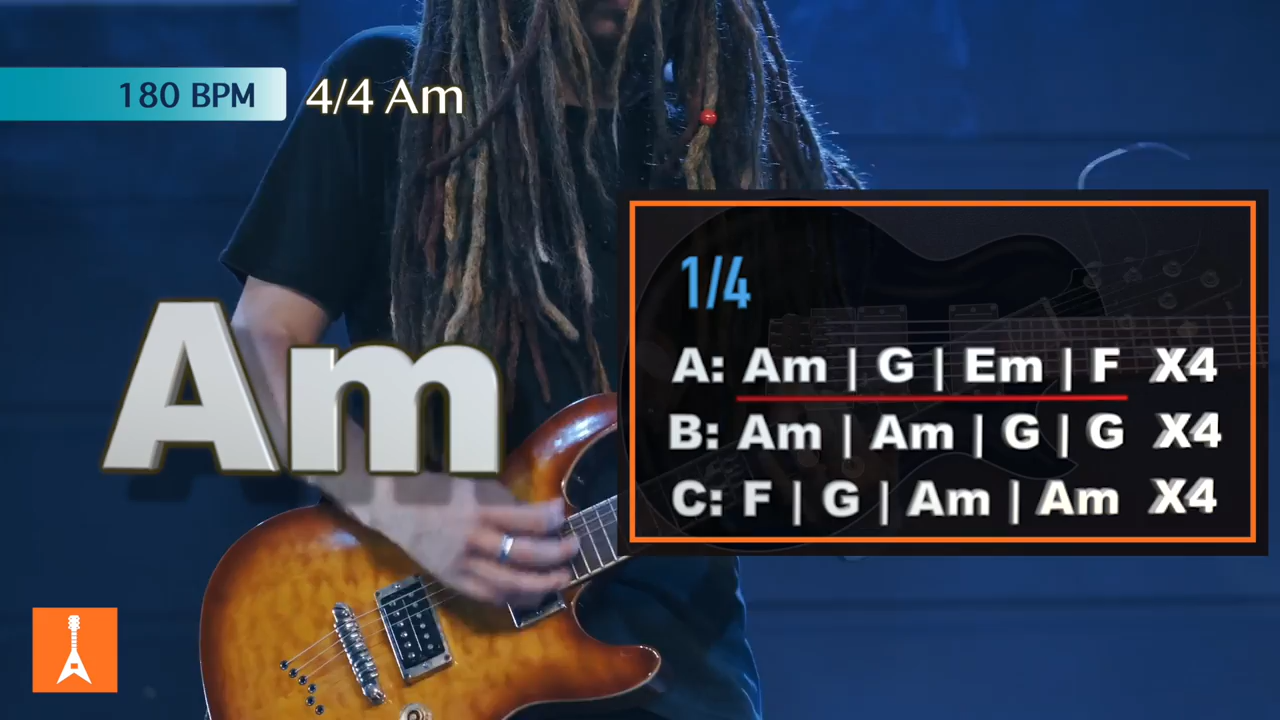 180 BPM 4/4 Am
Am
1/4
A: Am | G | Em | F X4
B: Am | Am | G | G X4
C: F | G | Am | Am X4